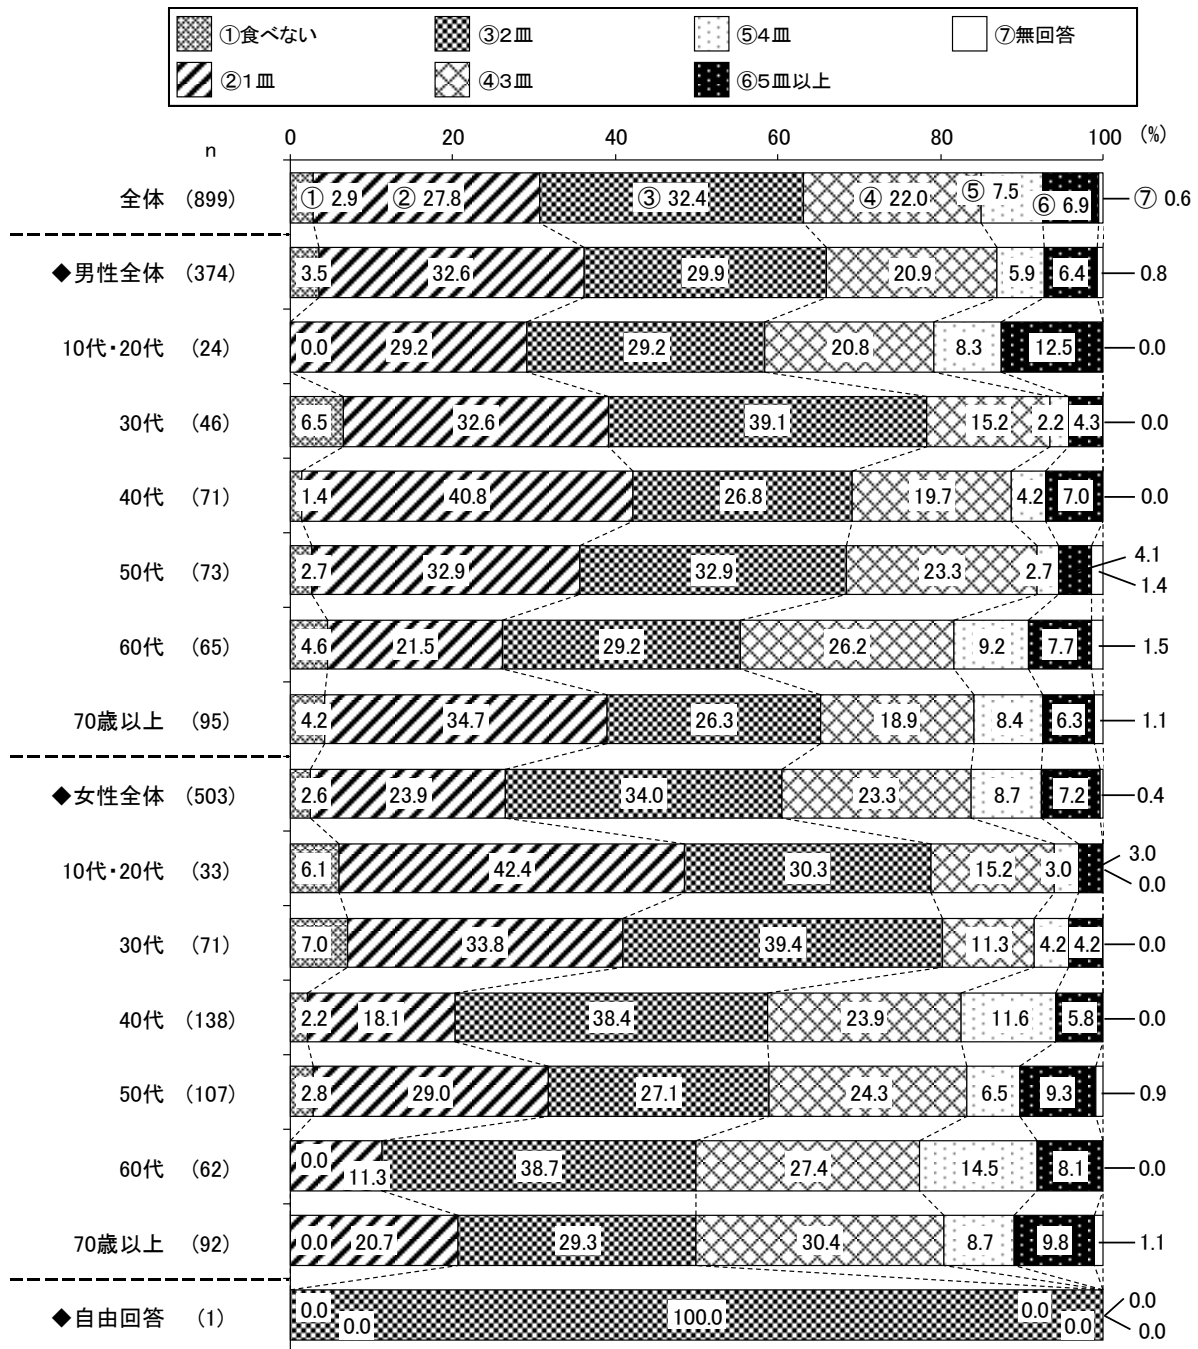 ①食べない ③2皿 ⑤4皿 ⑦無回答
②1皿 ④3皿 ⑥5皿以上
0 20 40 60 80 100 (%)
n
全体 (899) ① 2.9 ② 27.8 ③ 32.4 ④ 22.0 ⑤ 7.5 ⑥ 6.9 ⑦ 0.6
◆男性全体 (374) 3.5 32.6 29.9 20.9 5.9 6.4 0.8
10代・20代 (24) 0.0 29.2 29.2 20.8 8.3 12.5 0.0
30代 (46) 6.5 32.6 39.1 15.2 2.2 4.3 0.0
40代 (71) 1.4 40.8 26.8 19.7 4.2 7.0 0.0
50代 (73) 2.7 32.9 32.9 23.3 2.7 4.1 1.4
60代 (65) 4.6 21.5 29.2 26.2 9.2 7.7 1.5
70歳以上 (95) 4.2 34.7 26.3 18.9 8.4 6.3 1.1
◆女性全体 (503) 2.6 23.9 34.0 23.3 8.7 7.2 0.4
10代・20代 (33) 6.1 42.4 30.3 15.2 3.0 3.0 0.0
30代 (71) 7.0 33.8 39.4 11.3 4.2 4.2 0.0
40代 (138) 2.2 18.1 38.4 23.9 11.6 5.8 0.0
50代 (107) 2.8 29.0 27.1 24.3 6.5 9.3 0.9
60代 (62) 0.0 11.3 38.7 27.4 14.5 8.1 0.0
70歳以上 (92) 0.0 20.7 29.3 30.4 8.7 9.8 1.1
◆自由回答 (1) 0.0 0.0 100.0 0.0 0.0 0.0 0.0